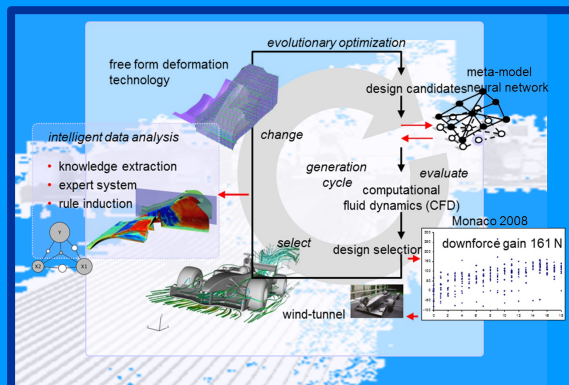 evolutionary optimization
free form deformation
technology
design candidates
meta-model
neural network
intelligent data analysis
• knowledge extraction
• expert system
• rule induction
change
generation
cycle
evaluate
computational
fluid dynamics (CFD)
Monaco 2008
downforce gain 161 N
select
design selection
wind-tunnel
Y
X2
X1